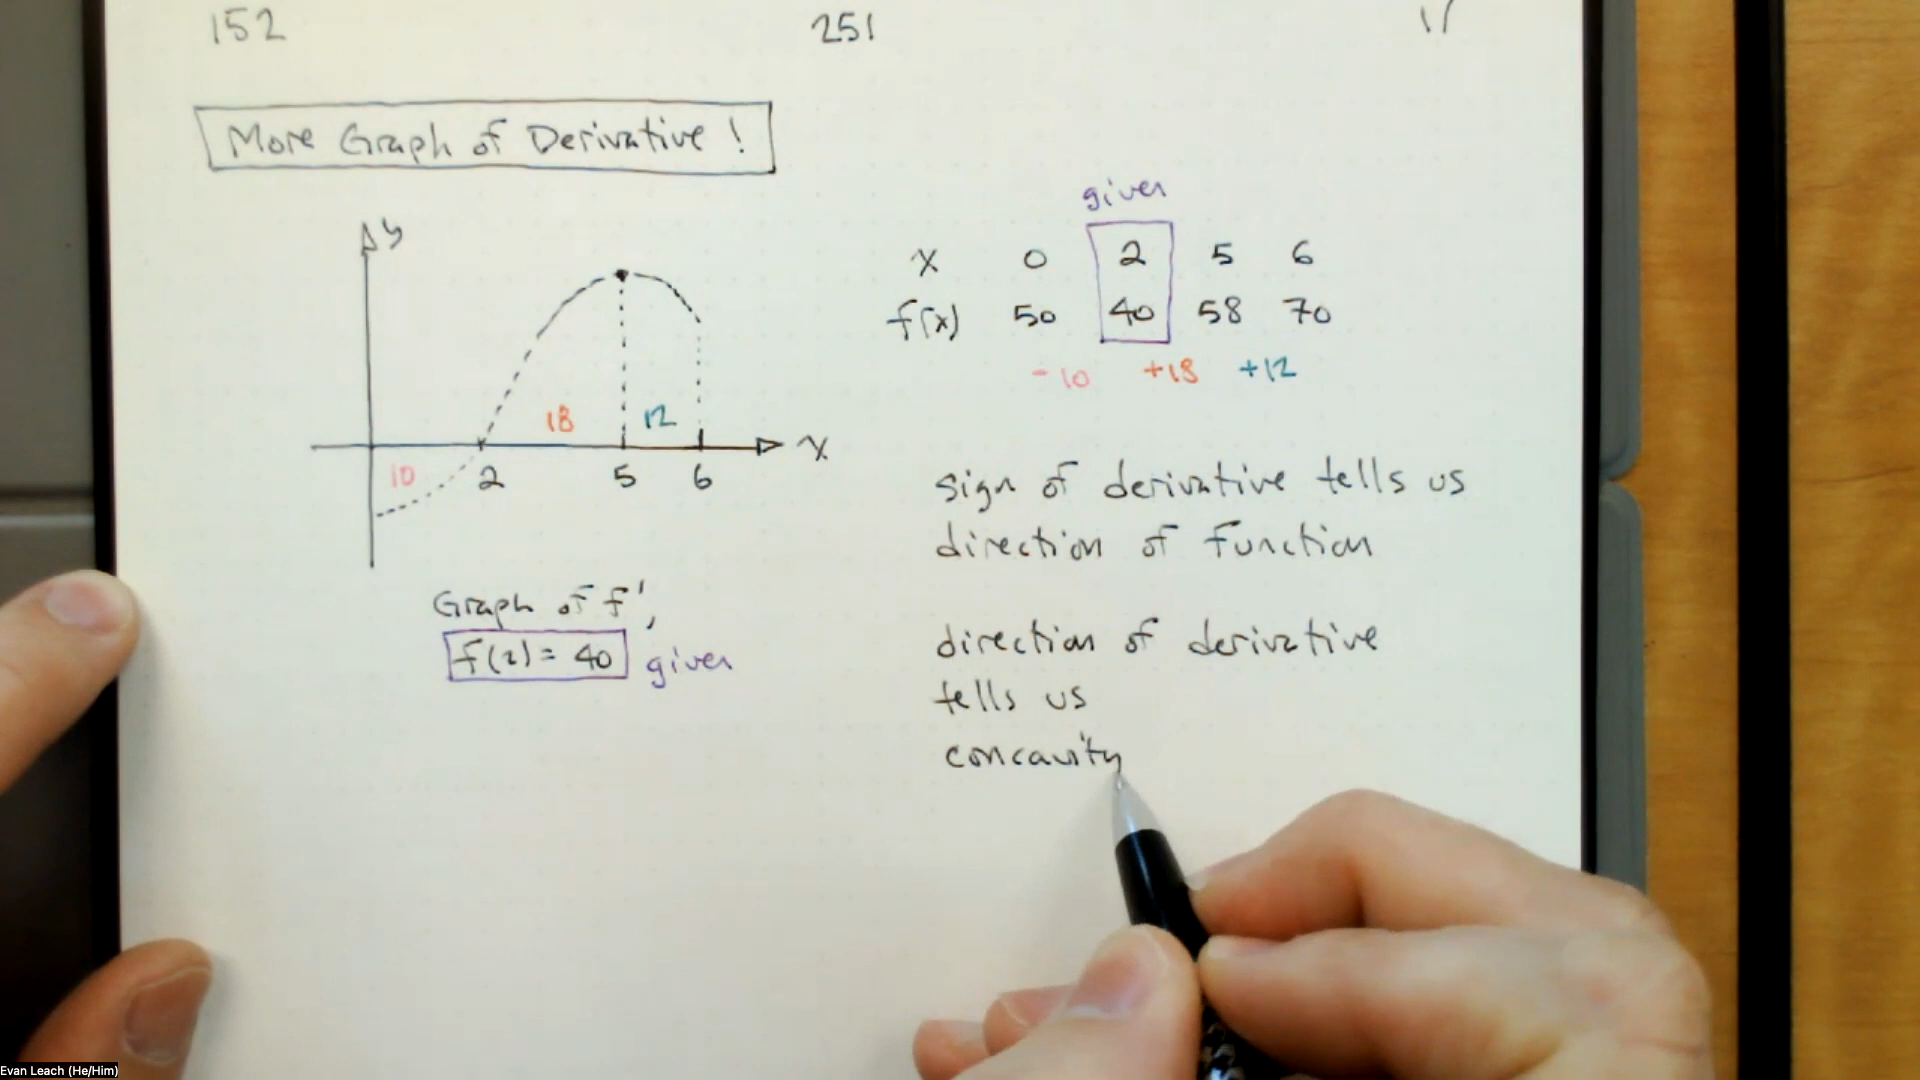 152 251
More Graph of Derivative !
y
18 12
10 2 5 6 x
Graph of f',
f(2) = 40 given
given
x 0 2 5 6
f(x) 50 40 58 70
-10 +18 +12
sign of derivative tells us
direction of function
direction of derivative
tells us
concavity
Evan Leach (He/Him)